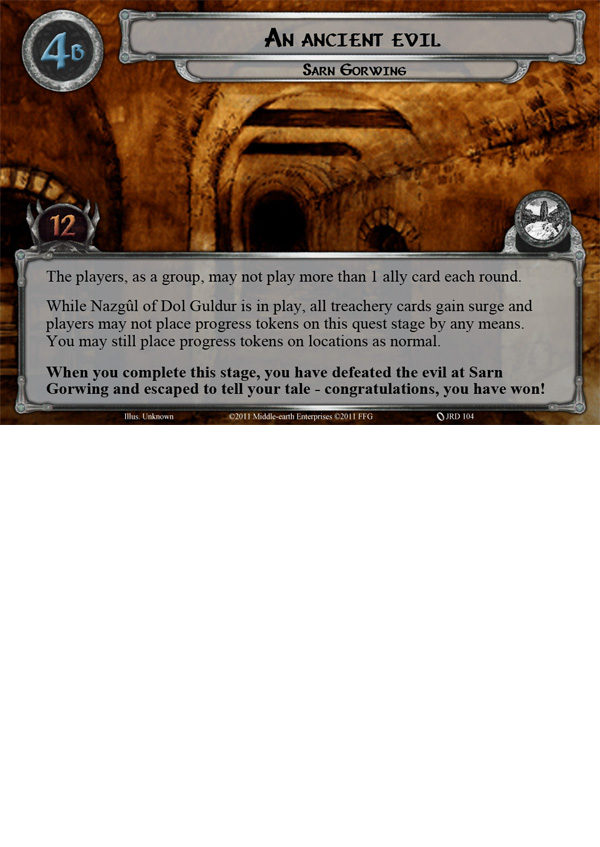 4B
An ancient evil
Sarn Gorwing
12
The players, as a group, may not play more than 1 ally card each round.
While Nazgûl of Dol Guldur is in play, all treachery cards gain surge and
players may not place progress tokens on this quest stage by any means.
You may still place progress tokens on locations as normal.
When you complete this stage, you have defeated the evil at Sarn
Gorwing and escaped to tell your tale - congratulations, you have won!
Illus. Unknown ©2011 Middle-earth Enterprises ©2011 FFG JRD 104